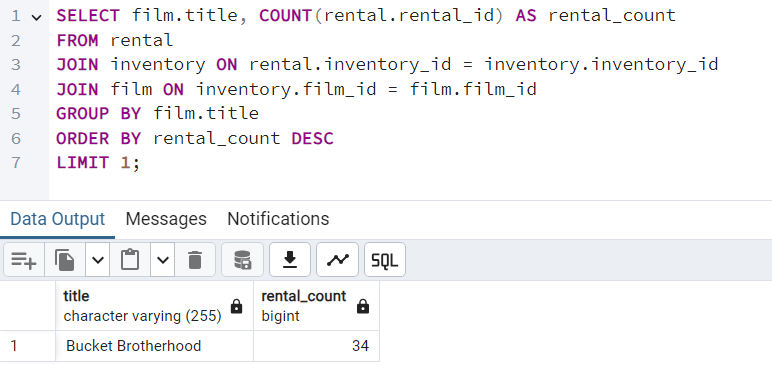 1 SELECT film.title, COUNT(rental.rental_id) AS rental_count
2 FROM rental
3 JOIN inventory ON rental.inventory_id = inventory.inventory_id
4 JOIN film ON inventory.film_id = film.film_id
5 GROUP BY film.title
6 ORDER BY rental_count DESC
7 LIMIT 1;
Data Output Messages Notifications
SQL
title rental_count
character varying (255) bigint
1 Bucket Brotherhood 34